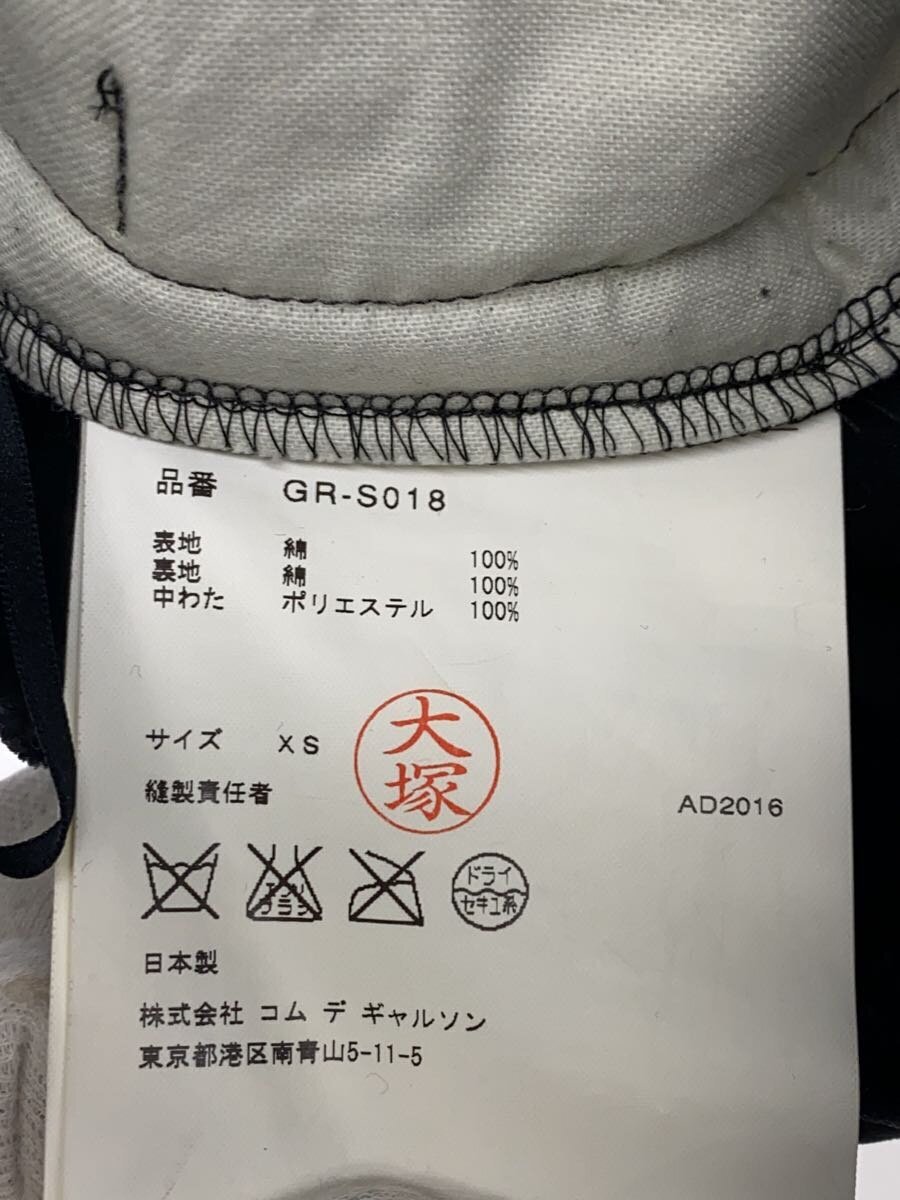 品番 GR-S018
表地 綿 100%
裏地 綿 100%
中わた ポリエステル 100%
サイズ XS
大塚
縫製責任者
AD2016
エンソ
ドライ
セキユ系
日本製
株式会社 コム デ ギャルソン
東京都港区南青山5-11-5